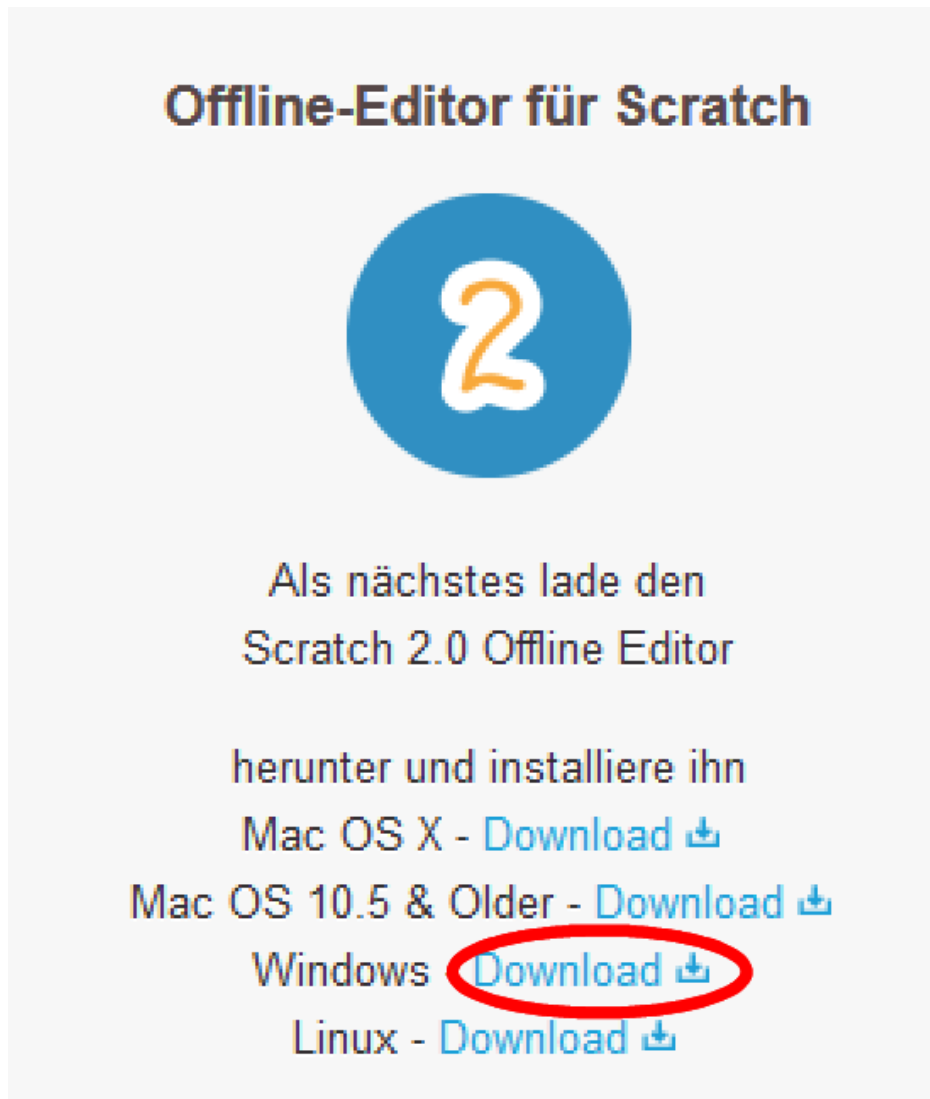 Offline-Editor für Scratch
2
Als nächstes lade den
Scratch 2.0 Offline Editor
herunter und installiere ihn
Mac OS X - Download
Mac OS 10.5 & Older - Download
Windows Download
Linux - Download